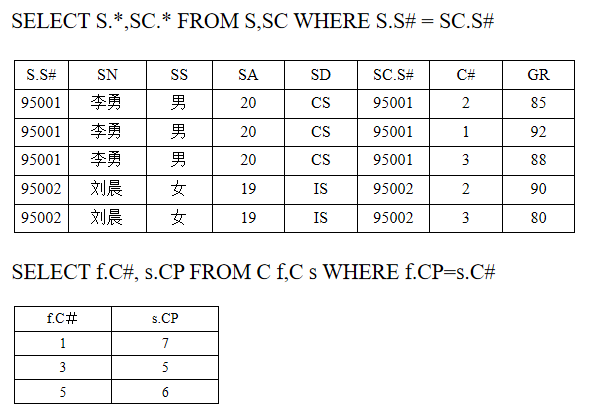 SELECT S.*,SC.* FROM S,SC WHERE S.S# = SC.S#
S.S# SN SS SA SD SC.S# C# GR
95001 李勇 男 20 CS 95001 2 85
95001 李勇 男 20 CS 95001 1 92
95001 李勇 男 20 CS 95001 3 88
95002 刘晨 女 19 IS 95002 2 90
95002 刘晨 女 19 IS 95002 3 80
SELECT f.C#, s.CP FROM C f,C s WHERE f.CP=s.C#
f.C# s.CP
1 7
3 5
5 6